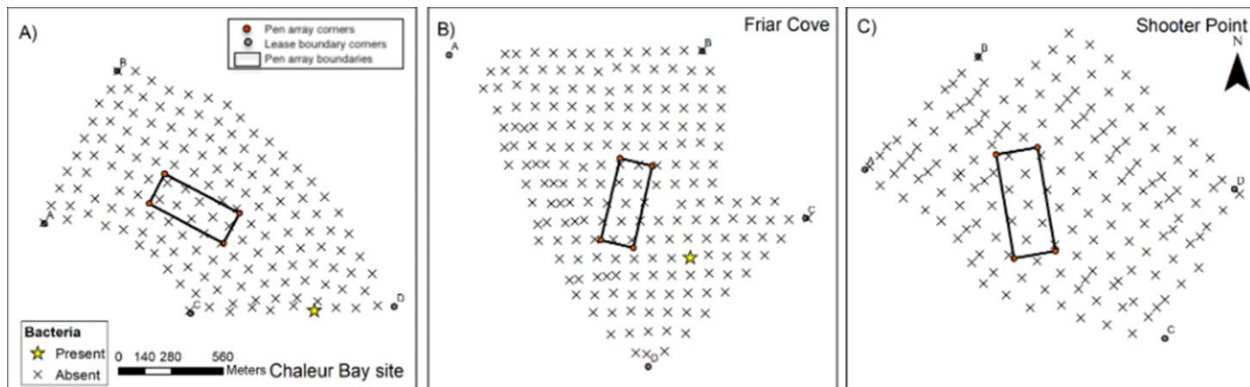 A)
Pen array corners
Lease boundary corners
Pen array boundaries
B
A
C
D
Bacteria
Present
Absent
0 140 280 560
Meters
Chaleur Bay site
B)
Friar Cove
A
B
C
D
C)
Shooter Point
N
B
A
D
C